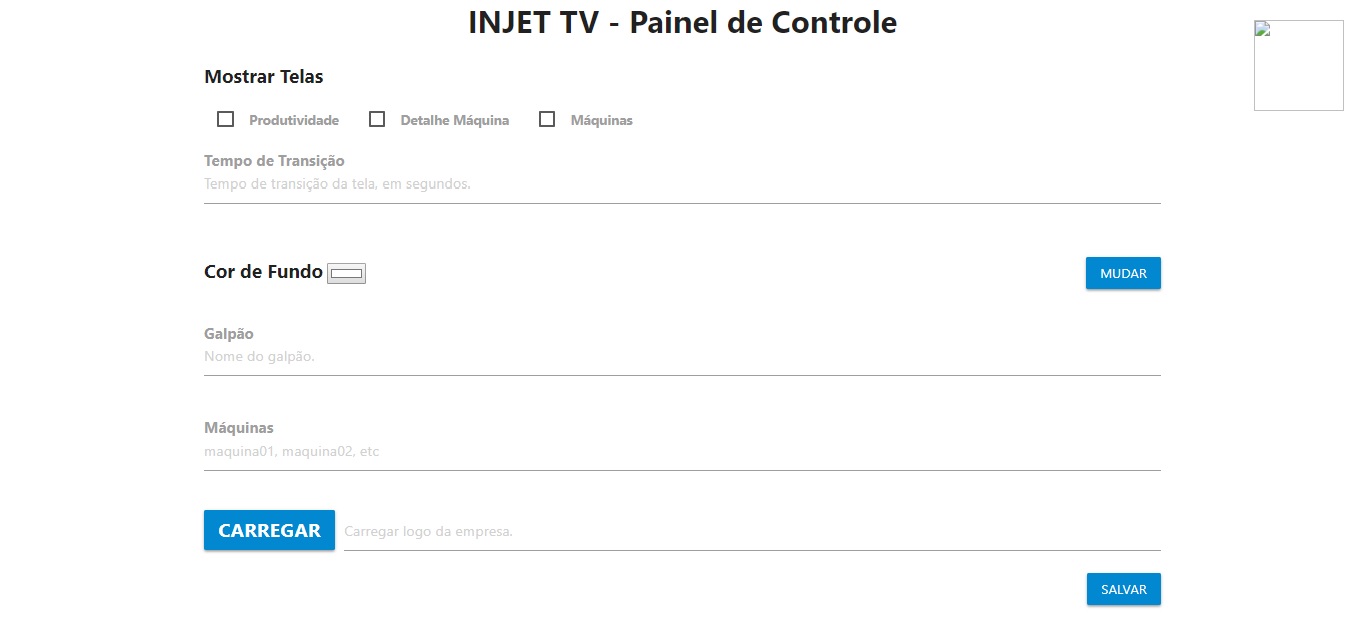 INJET TV - Painel de Controle
Mostrar Telas
Produtividade Detalhe Máquina Máquinas
Tempo de Transição
Tempo de transição da tela, em segundos.
Cor de Fundo MUDAR
Galpão
Nome do galpão.
Máquinas
maquina01, maquina02, etc
CARREGAR Carregar logo da empresa.
SALVAR